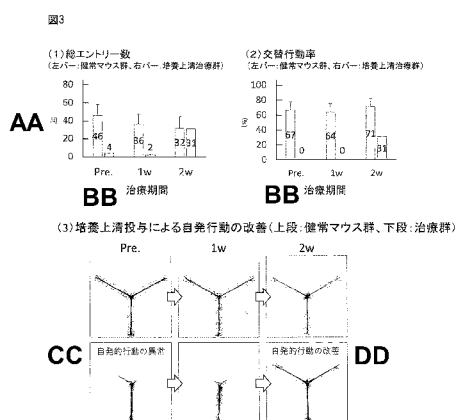 図3
(1)総エントリー数
(左バー:健常マウス群、右バー:培養上清治療群)
80
60
40
20
0
46
4
36
2
32
31
Pre. 1w 2w
治療期間
AA
BB
(2)交替行動率
(左バー:健常マウス群、右バー:培養上清治療群)
100
80
60
40
20
0
(%)
67
0
64
0
71
31
Pre. 1w 2w
治療期間
BB
(3)培養上清投与による自発行動の改善(上段:健常マウス群、下段:治療群)
Pre. 1w 2w
CC
自発的行動の異常
自発的行動の改善
DD